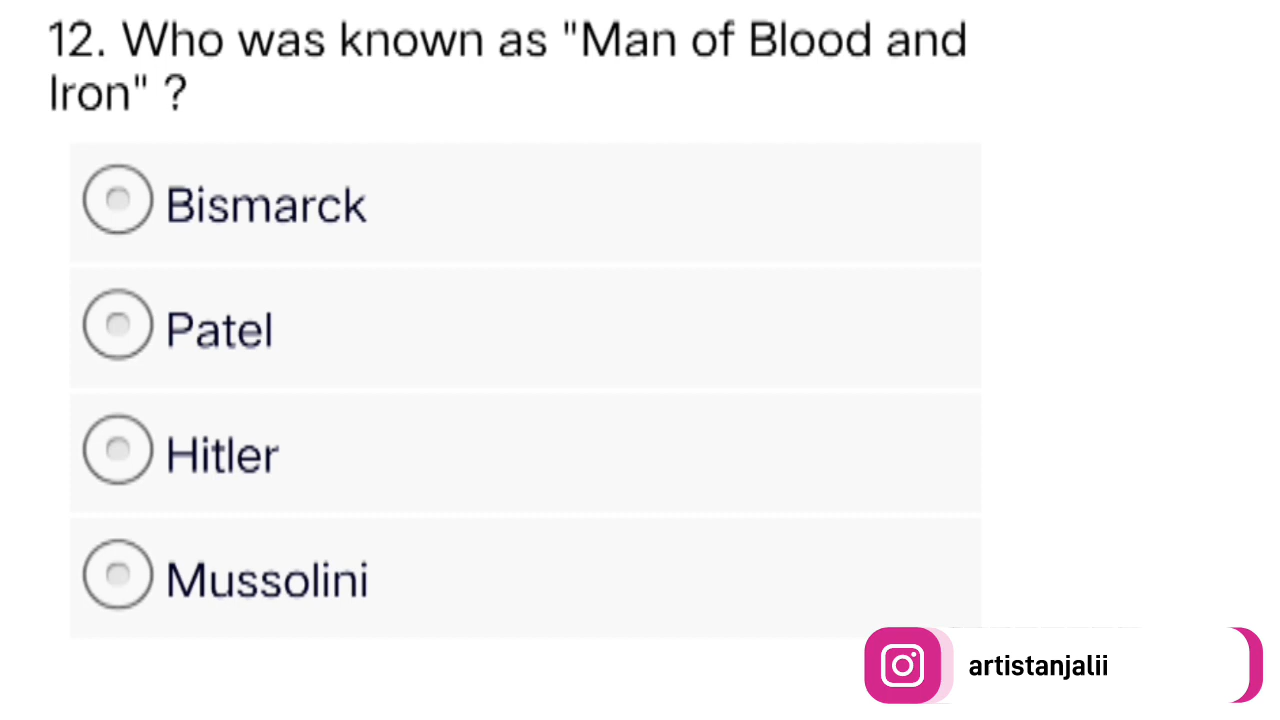 12. Who was known as "Man of Blood and
Iron" ?
Bismarck
Patel
Hitler
Mussolini
artistanjalii